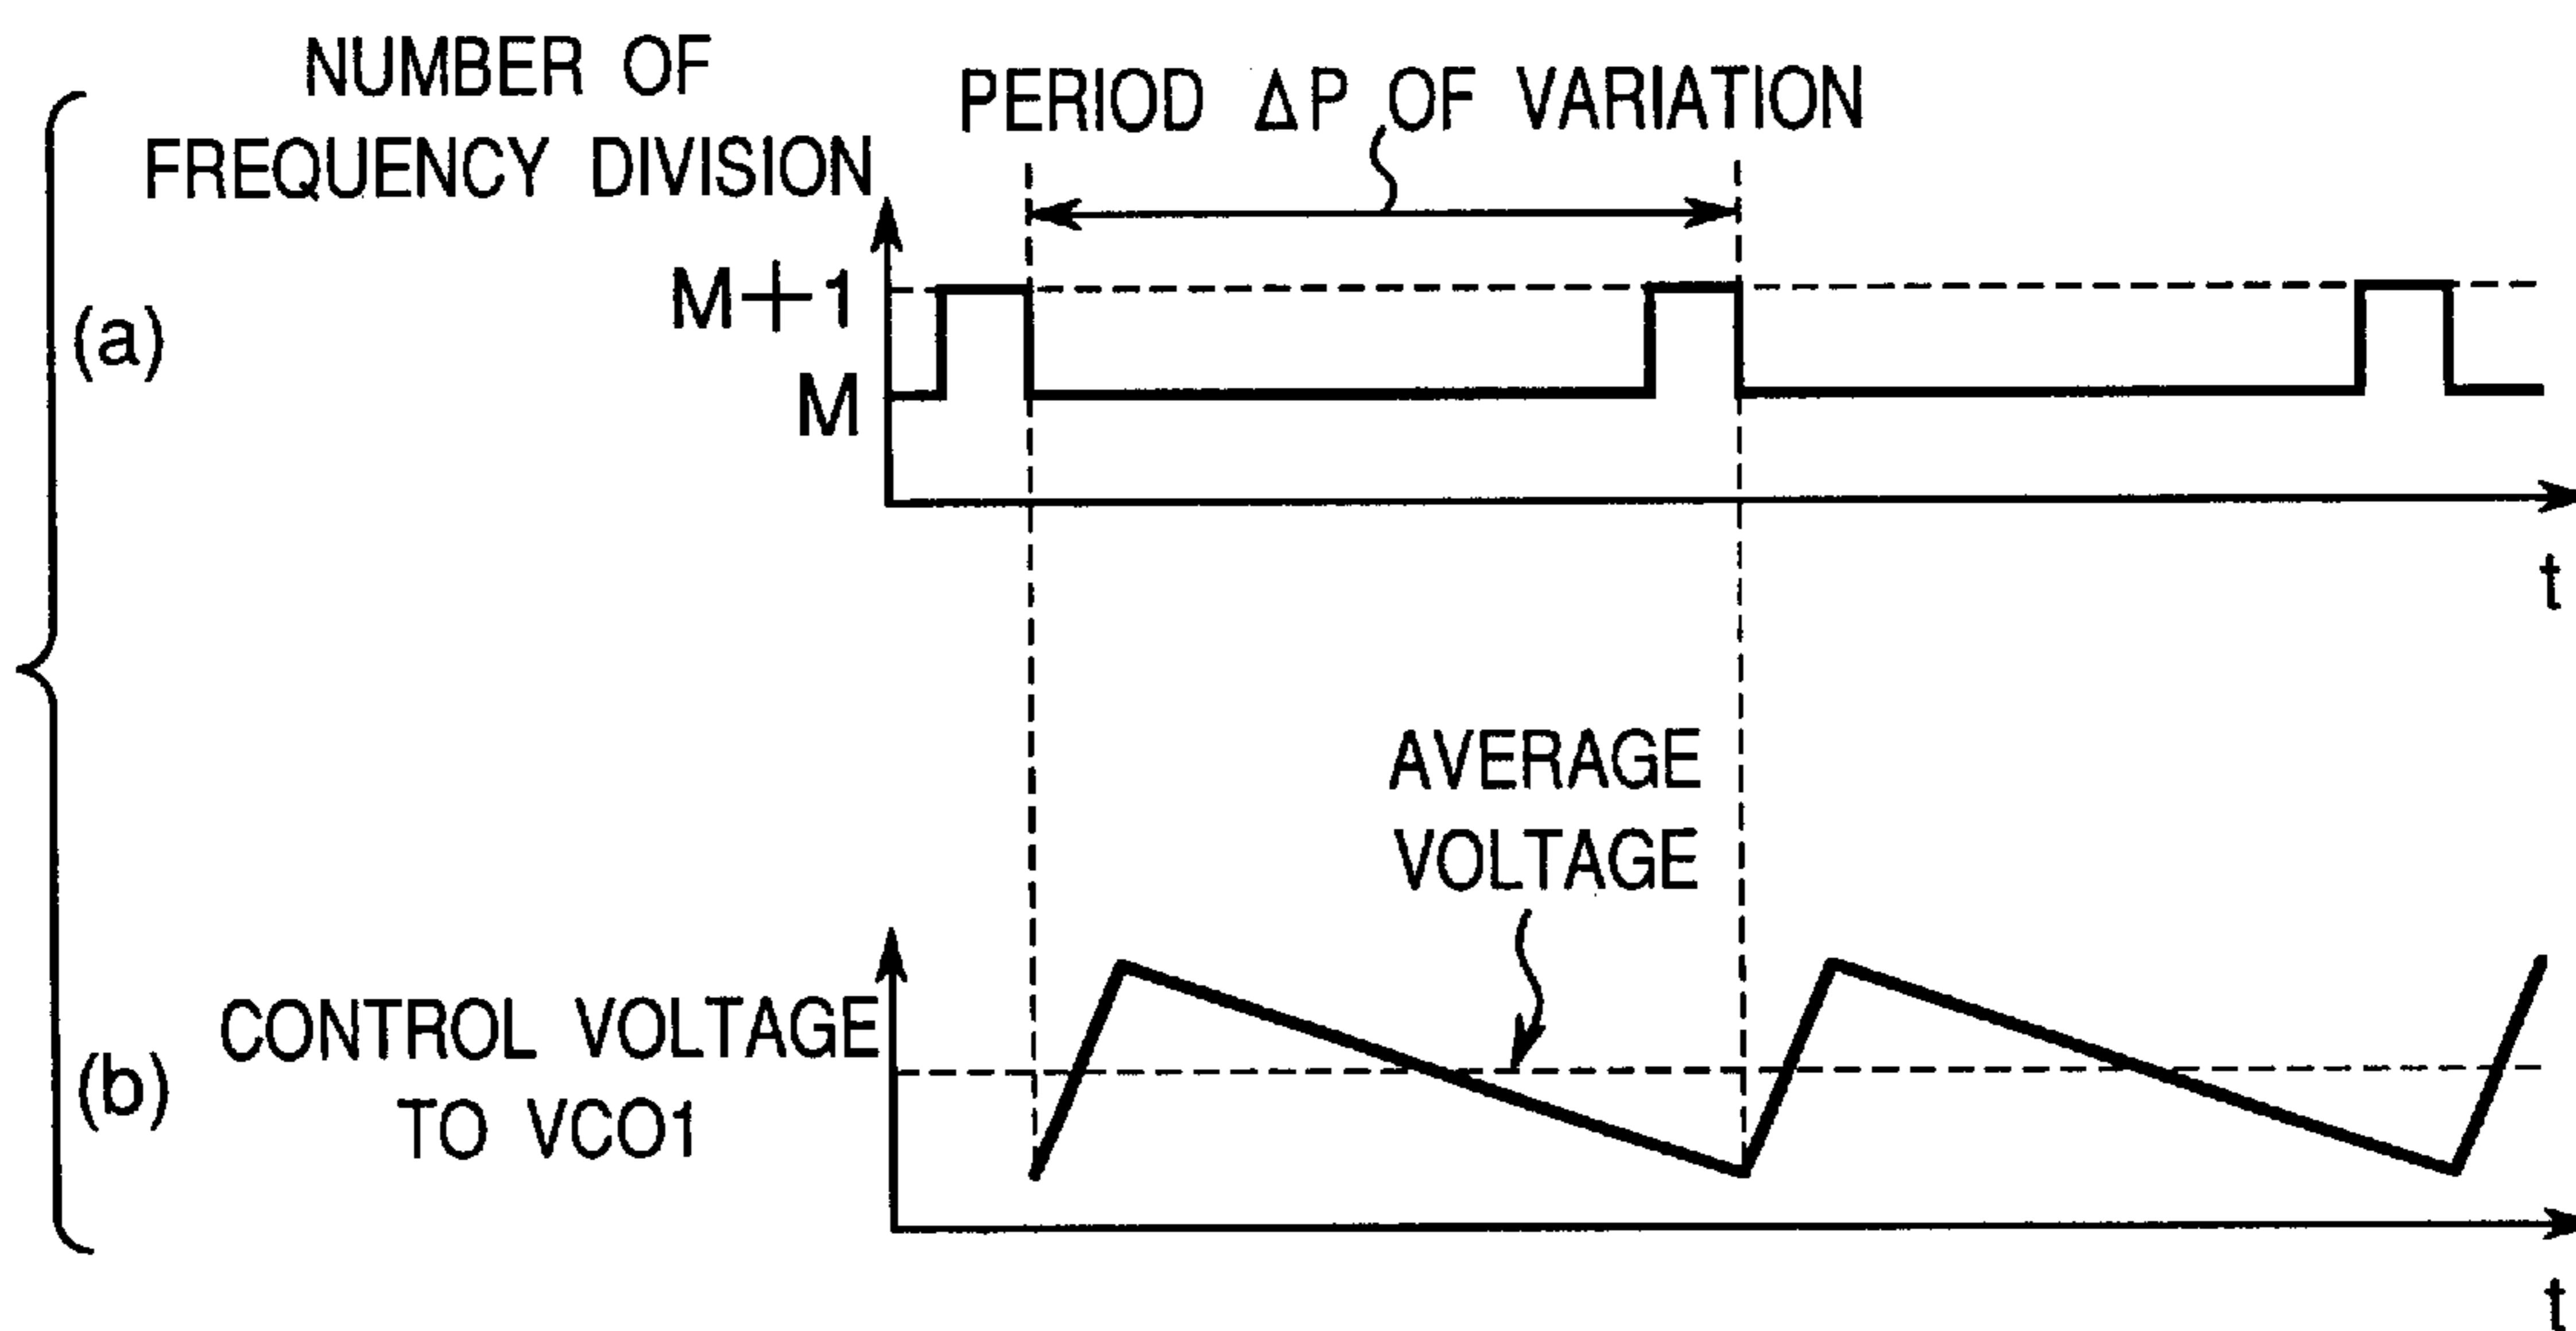 NUMBER OF
FREQUENCY DIVISION
PERIOD ΔP OF VARIATION
(a)
M+1
M
t
AVERAGE
VOLTAGE
(b)
CONTROL VOLTAGE
TO VCO1
t